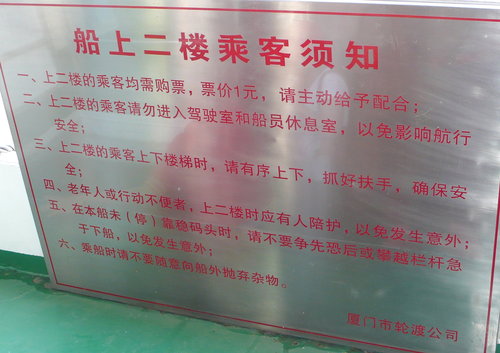 船上二楼乘客须知
一、上二楼的乘客均需购票，票价1元，请主动给予配合；
二、上二楼的乘客请勿进入驾驶室和船员休息室，以免影响航行
安全；
三、上二楼的乘客上下楼梯时，请有序上下，抓好扶手，确保安
全；
四、老年人或行动不便者，上二楼时应有人陪护，以免发生意外；
五、在本船未（停）靠稳码头时，请不要争先恐后或攀越栏杆急
于下船，以免发生意外；
六、乘船时请不要随意向船外抛弃杂物。
厦门市轮渡公司